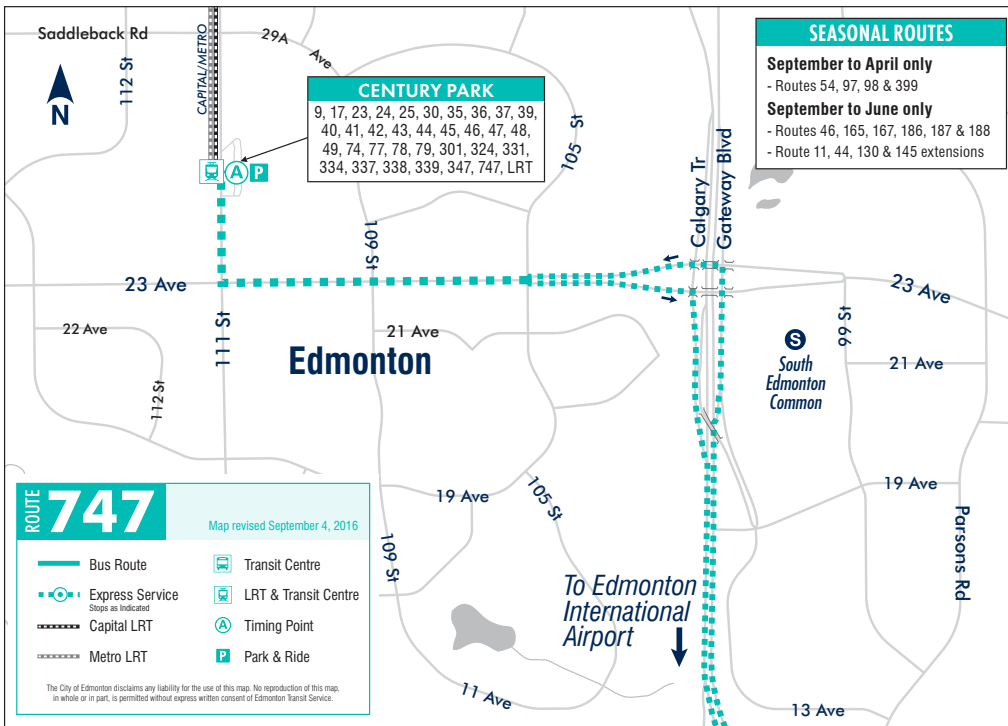 Saddleback Rd
112 St
CAPITAL/METRO
29A Ave
N
A
P
CENTURY PARK
9, 17, 23, 24, 25, 30, 35, 36, 37, 39,
40, 41, 42, 43, 44, 45, 46, 47, 48,
49, 74, 77, 78, 79, 301, 324, 331,
334, 337, 338, 339, 347, 747, LRT
105 St
Calgary Tr
Gateway Blvd
SEASONAL ROUTES
September to April only
- Routes 54, 97, 98 & 399
September to June only
- Routes 46, 165, 167, 186, 187 & 188
- Route 11, 44, 130 & 145 extensions
109 St
23 Ave
23 Ave
22 Ave
111 St
21 Ave
Edmonton
112 St
S
South
Edmonton
Common
99 St
21 Ave
19 Ave
105 St
109 St
19 Ave
Parsons Rd
To Edmonton
International
Airport
11 Ave
13 Ave
ROUTE 747
Map revised September 4, 2016
Bus Route
Express Service
Stops as Indicated
Capital LRT
Metro LRT
Transit Centre
LRT & Transit Centre
A Timing Point
P Park & Ride
The City of Edmonton disclaims any liability for the use of this map. No reproduction of this map,
in whole or in part, is permitted without express written consent of Edmonton Transit Service.